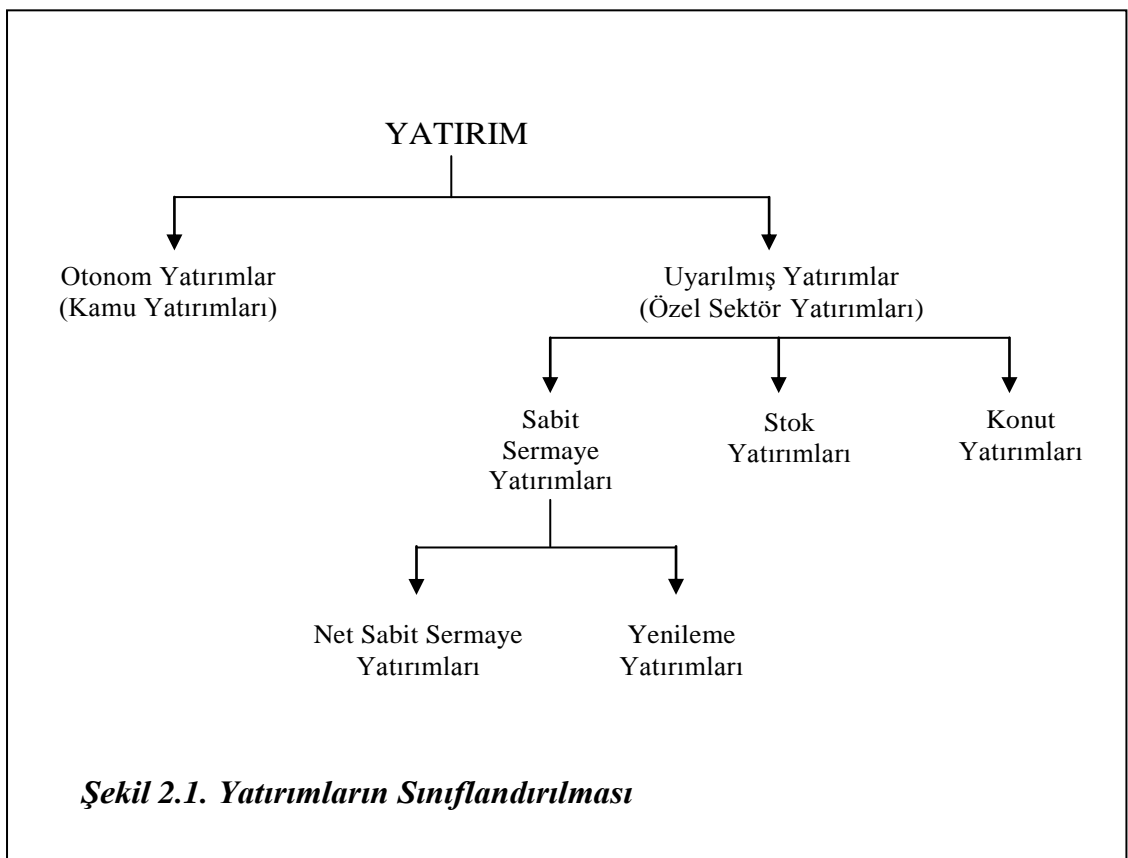 YATIRIM
Otonom Yatırımlar
(Kamu Yatırımları)
Uyarılmış Yatırımlar
(Özel Sektör Yatırımları)
Sabit
Sermaye
Yatırımları
Stok
Yatırımları
Konut
Yatırımları
Net Sabit Sermaye
Yatırımları
Yenileme
Yatırımları
Şekil 2.1. Yatırımların Sınıflandırılması